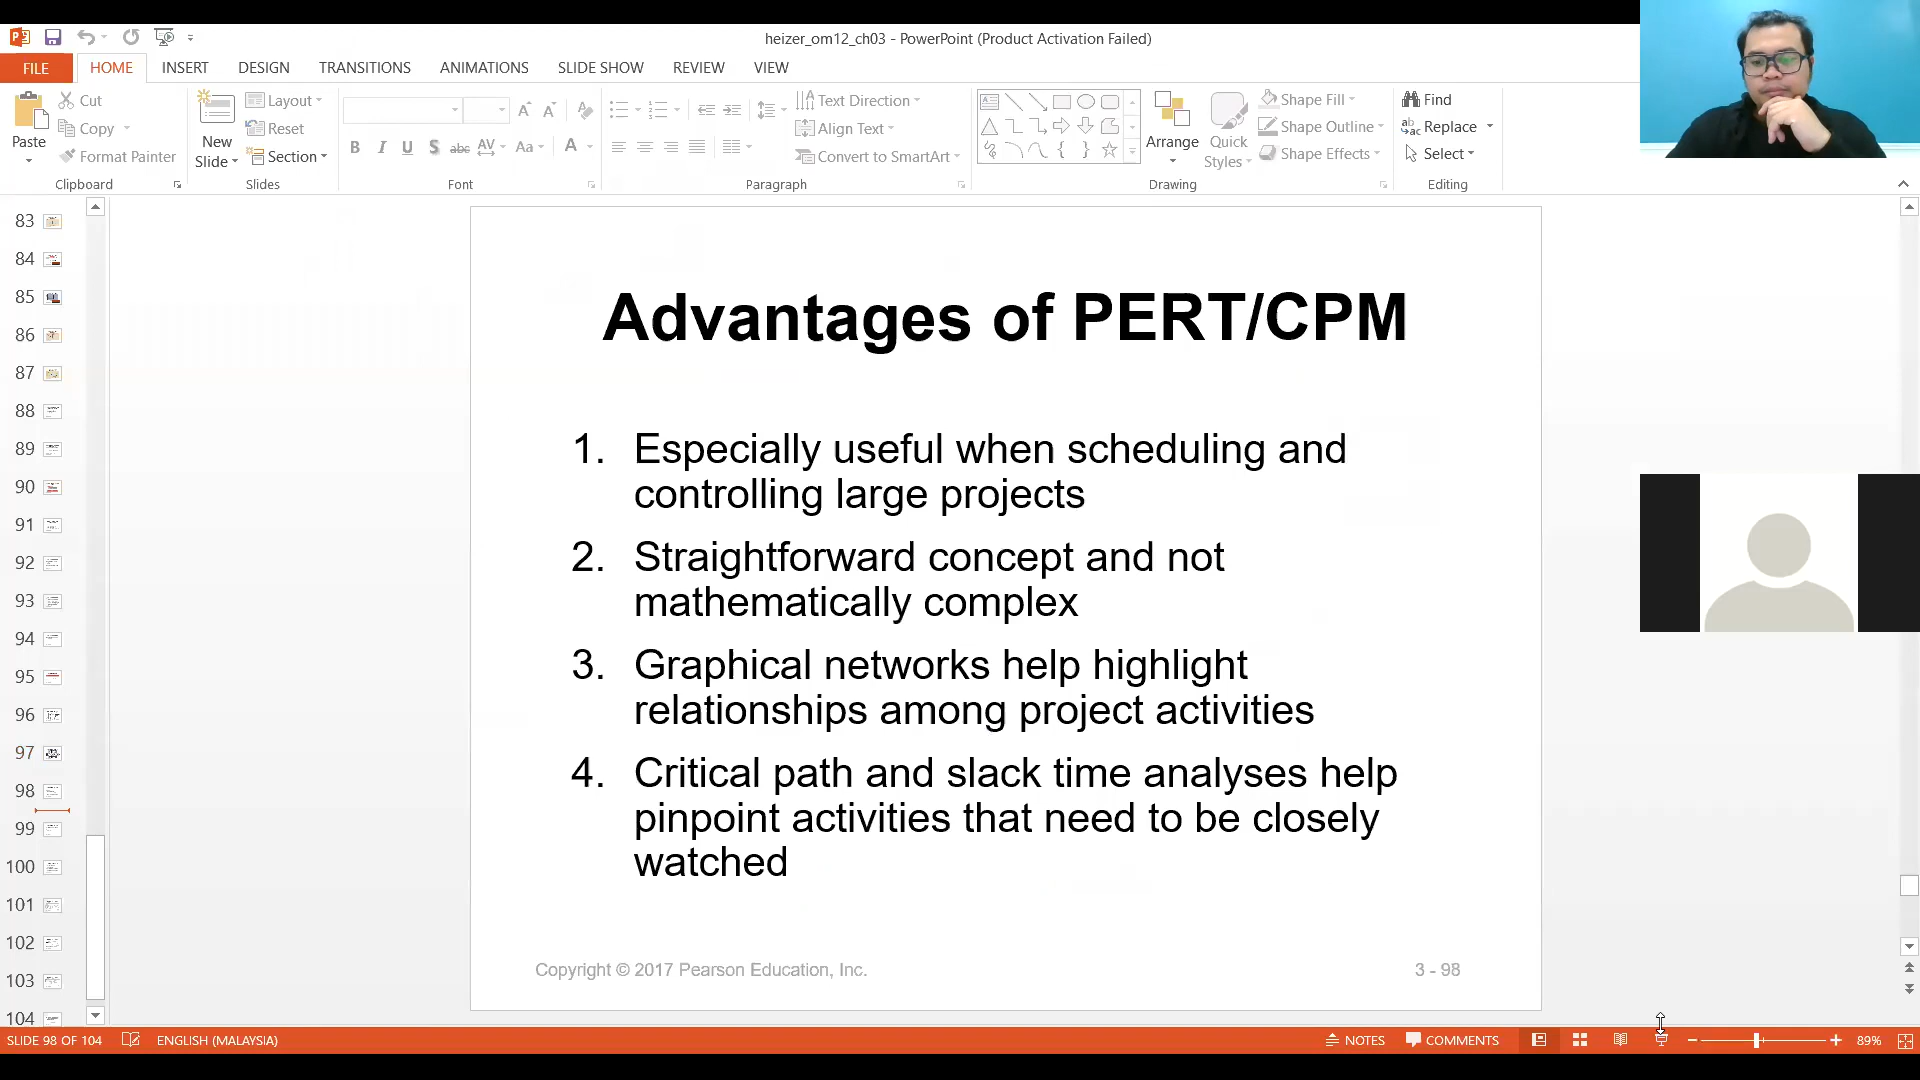 heizer_om12_ch03 - PowerPoint (Product Activation Failed)
FILE HOME INSERT DESIGN TRANSITIONS ANIMATIONS SLIDE SHOW REVIEW VIEW
Paste
Cut
Copy
Format Painter
Clipboard
New
Slide
Layout
Reset
Section
Slides
B I U S abc AV Aa A
Font
Text Direction
Align Text
Convert to SmartArt
Paragraph
Arrange
Quick
Styles
Shape Fill
Shape Outline
Shape Effects
Drawing
Find
Replace
Select
Editing
83
84
85
86
87
88
89
90
91
92
93
94
95
96
97
98
99
100
101
102
103
104
Advantages of PERT/CPM
1. Especially useful when scheduling and
controlling large projects
2. Straightforward concept and not
mathematically complex
3. Graphical networks help highlight
relationships among project activities
4. Critical path and slack time analyses help
pinpoint activities that need to be closely
watched
Copyright © 2017 Pearson Education, Inc.
3 - 98
SLIDE 98 OF 104 ENGLISH (MALAYSIA) NOTES COMMENTS 89%